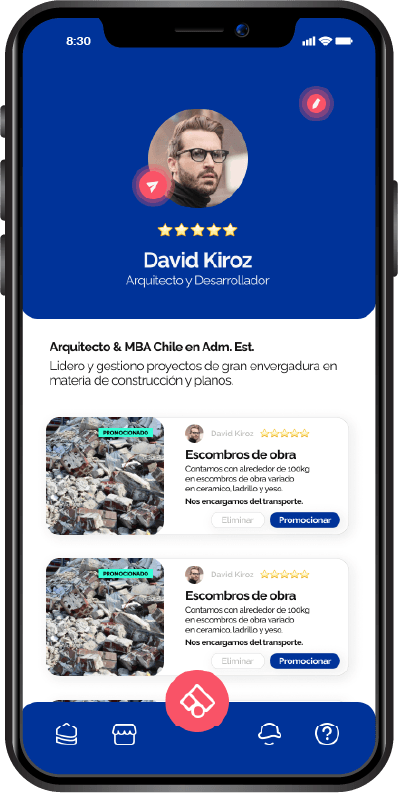 8:30
David Kiroz
Arquitecto y Desarrollador
Arquitecto & MBA Chile en Adm. Est.
Lidero y gestiono proyectos de gran envergadura en
materia de construcción y planos.
PROMOCIONADO
David Kiroz
Escombros de obra
Contamos con alrededor de 100kg
en escombros de obra variado
en ceramico, ladrillo y yeso.
Nos encargamos del transporte.
Eliminar
Promocionar
PROMOCIONADO
David Kiroz
Escombros de obra
Contamos con alrededor de 100kg
en escombros de obra variado
en ceramico, ladrillo y yeso.
Nos encargamos del transporte.
Eliminar
Promocionar
?